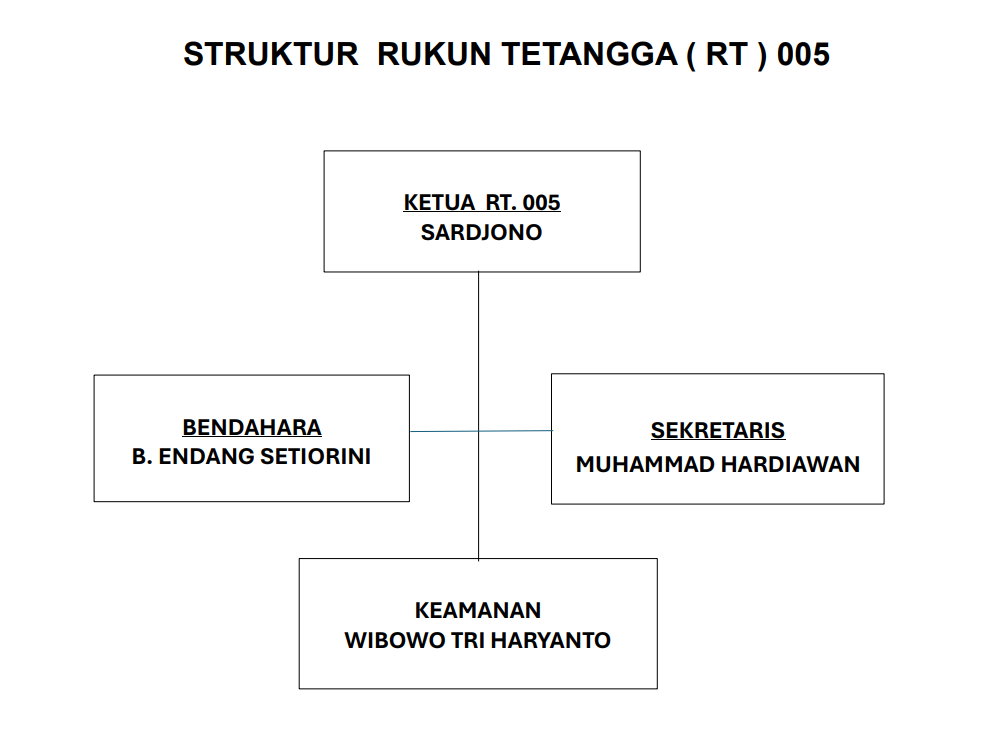 STRUKTUR RUKUN TETANGGA ( RT ) 005
KETUA RT. 005
SARDJONO
BENDAHARA
B. ENDANG SETIORINI
SEKRETARIS
MUHAMMAD HARDIAWAN
KEAMANAN
WIBOWO TRI HARYANTO